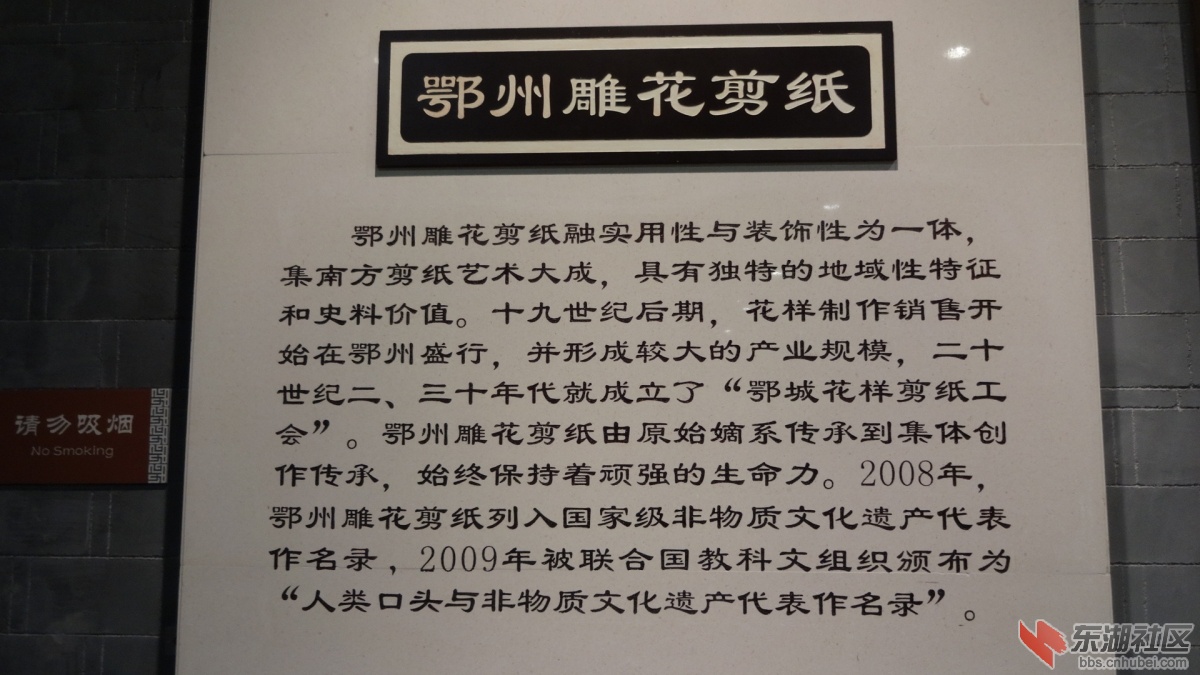 鄂州雕花剪纸
鄂州雕花剪纸融实用性与装饰性为一体，
集南方剪纸艺术大成，具有独特的地域性特征
和史料价值。十九世纪后期，花样制作销售开
始在鄂州盛行，并形成较大的产业规模，二十
世纪二、三十年代就成立了“鄂城花样剪纸工
会”。鄂州雕花剪纸由原始嫡系传承到集体创
作传承，始终保持着顽强的生命力。2008年，
鄂州雕花剪纸列入国家级非物质文化遗产代表
作名录，2009年被联合国教科文组织颁布为
“人类口头与非物质文化遗产代表作名录”。
请勿吸烟
No Smoking
东湖社区
bbs.cnhubei.com